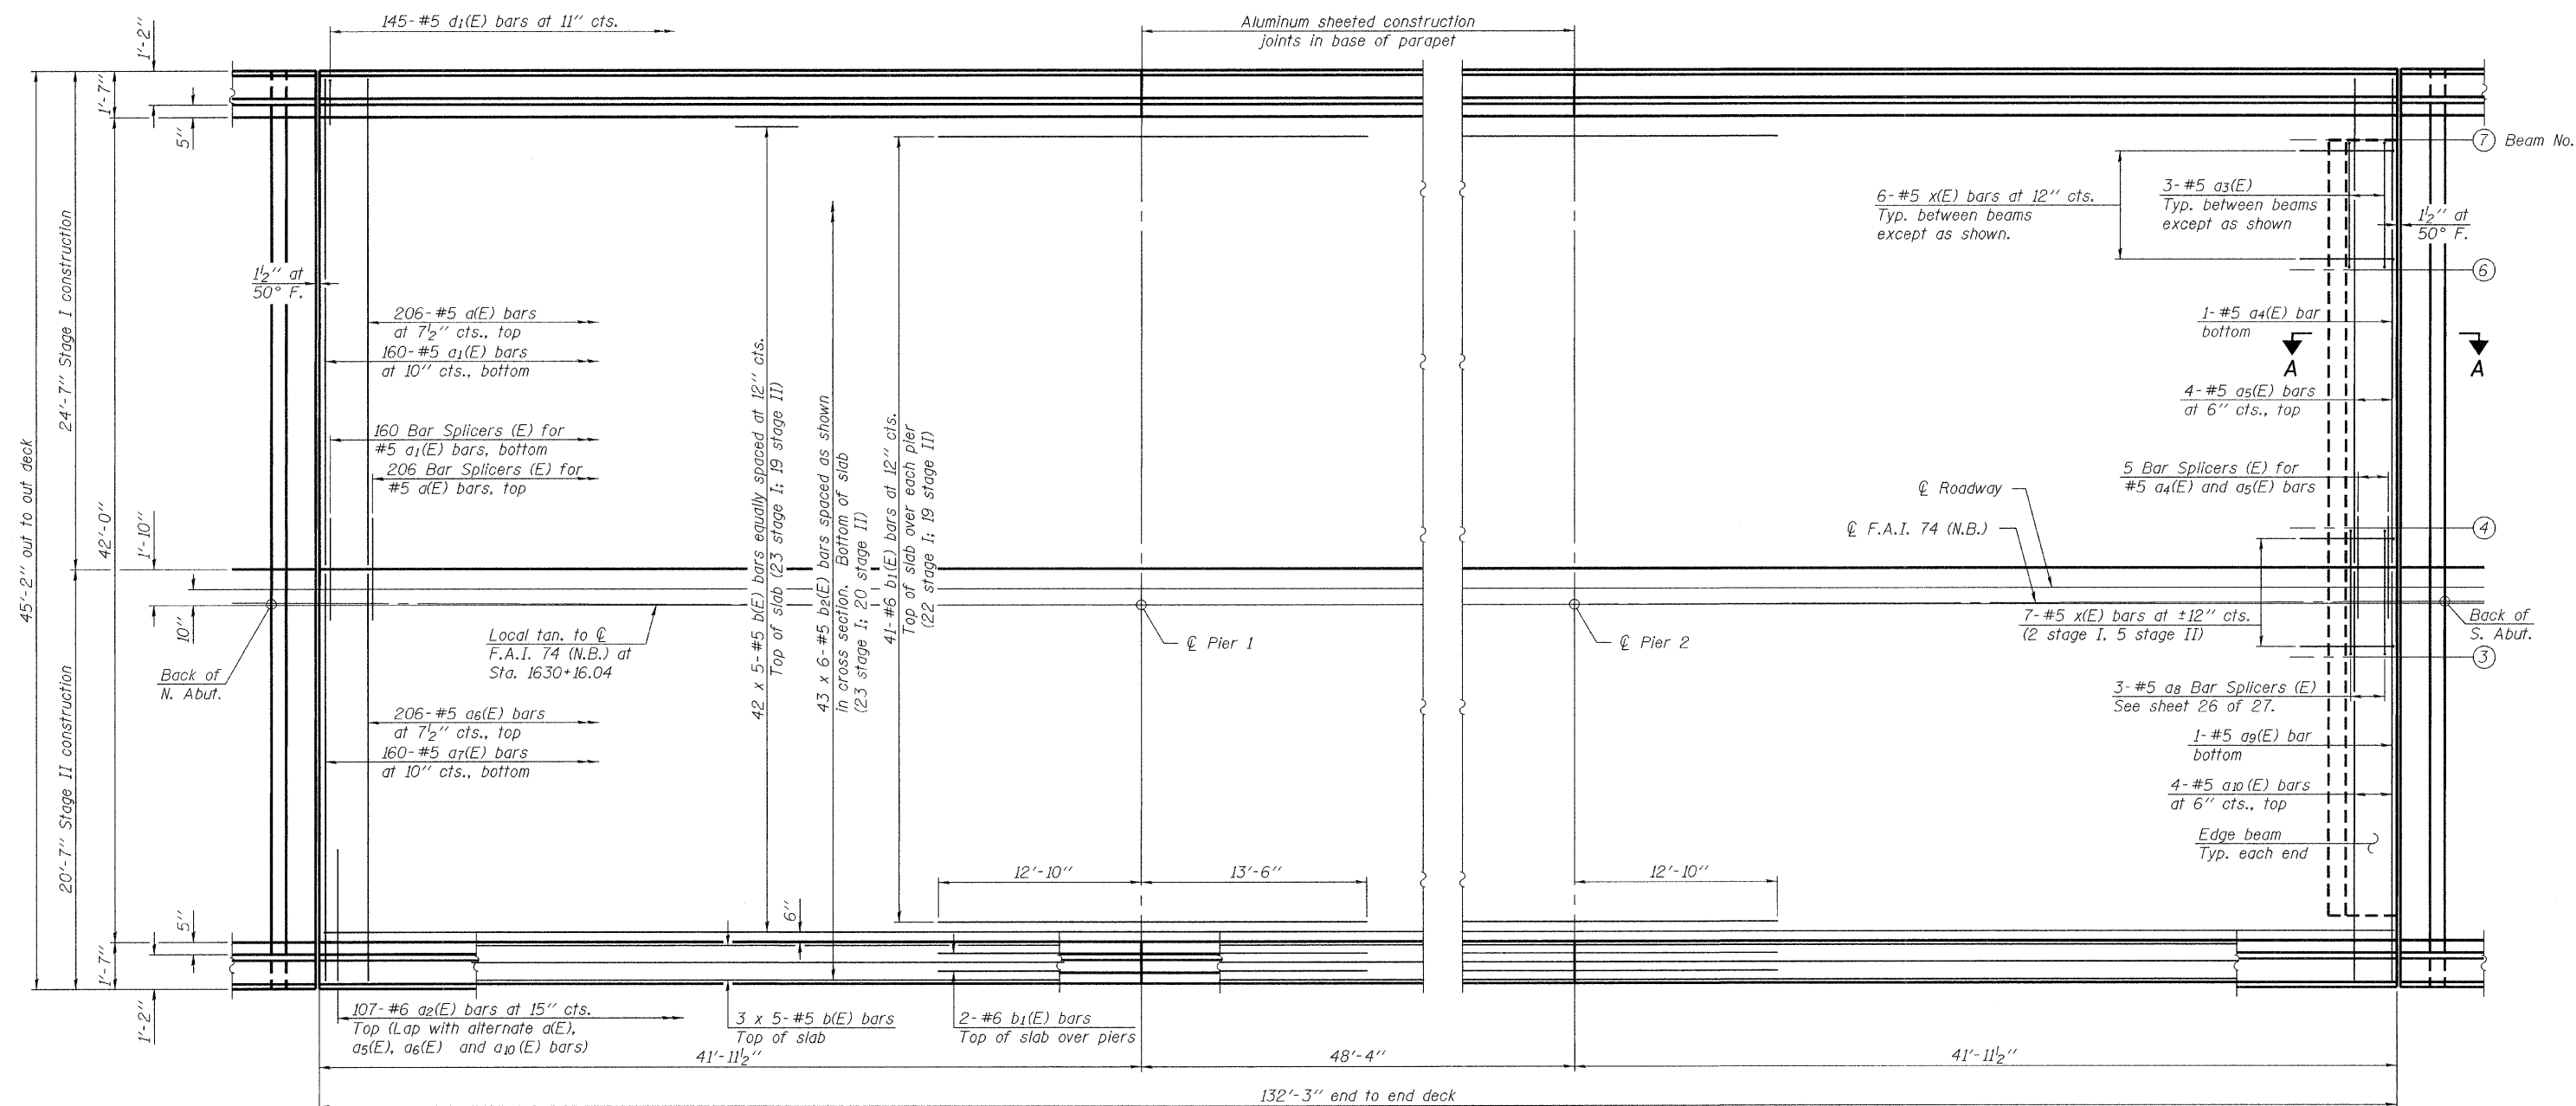 145-#5 d1(E) bars at 11" cts.
Aluminum sheeted construction
joints in base of parapet
1'-2"
1'-7"
5"
7 Beam No.
6-#5 x(E) bars at 12" cts.
Typ. between beams
except as shown.
3-#5 a3(E)
Typ. between beams
except as shown
1½" at
50° F.
1½" at
50° F.
6
206-#5 a(E) bars
at 7½" cts., top
160-#5 a1(E) bars
at 10" cts., bottom
1-#5 a4(E) bar
bottom
A
A
4-#5 a5(E) bars
at 6" cts., top
160 Bar Splicers (E) for
#5 a1(E) bars, bottom
206 Bar Splicers (E) for
#5 a(E) bars, top
5 Bar Splicers (E) for
#5 a4(E) and a5(E) bars
℄ Roadway
℄ F.A.I. 74 (N.B.)
4
45'-2" out to out deck
24'-7" Stage I construction
20'-7" Stage II construction
42'-0"
1'-10"
10"
42 x 5-#5 b(E) bars equally spaced at 12" cts.
Top of slab (23 stage I; 19 stage II)
43 x 6-#5 b2(E) bars spaced as shown
in cross section. Bottom of slab
(23 stage I; 20 stage II)
41-#6 b1(E) bars at 12" cts.
Top of slab over each pier
(22 stage I; 19 stage II)
Local tan. to ℄
F.A.I. 74 (N.B.) at
Sta. 1630+16.04
℄ Pier 1
℄ Pier 2
7-#5 x(E) bars at ±12" cts.
(2 stage I, 5 stage II)
Back of
S. Abut.
3
Back of
N. Abut.
3-#5 a8 Bar Splicers (E)
See sheet 26 of 27.
206-#5 a6(E) bars
at 7½" cts., top
160-#5 a7(E) bars
at 10" cts., bottom
1-#5 a9(E) bar
bottom
4-#5 a10(E) bars
at 6" cts., top
Edge beam
Typ. each end
12'-10"
13'-6"
12'-10"
6"
5"
1'-7"
1'-2"
107-#6 a2(E) bars at 15" cts.
Top (Lap with alternate a(E),
a5(E), a6(E) and a10(E) bars)
3 x 5-#5 b(E) bars
Top of slab
2-#6 b1(E) bars
Top of slab over piers
41'-11½"
48'-4"
41'-11½"
132'-3" end to end deck